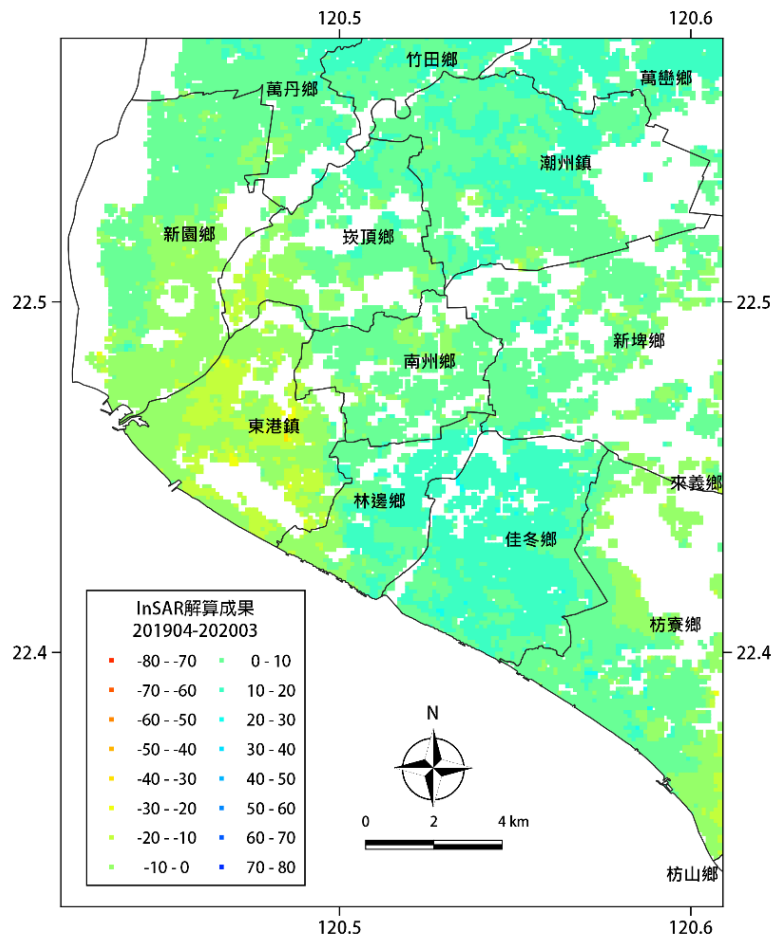 120.5
120.6
竹田鄉
萬巒鄉
萬丹鄉
潮州鎮
新園鄉
崁頂鄉
22.5
22.5
新埤鄉
南州鄉
東港鎮
來義鄉
林邊鄉
佳冬鄉
枋寮鄉
InSAR解算成果
201904-202003
-80 - -70
0 - 10
-70 - -60
10 - 20
-60 - -50
20 - 30
-50 - -40
30 - 40
-40 - -30
40 - 50
-30 - -20
50 - 60
-20 - -10
60 - 70
-10 - 0
70 - 80
22.4
22.4
N
0 2 4 km
枋山鄉
120.5
120.6